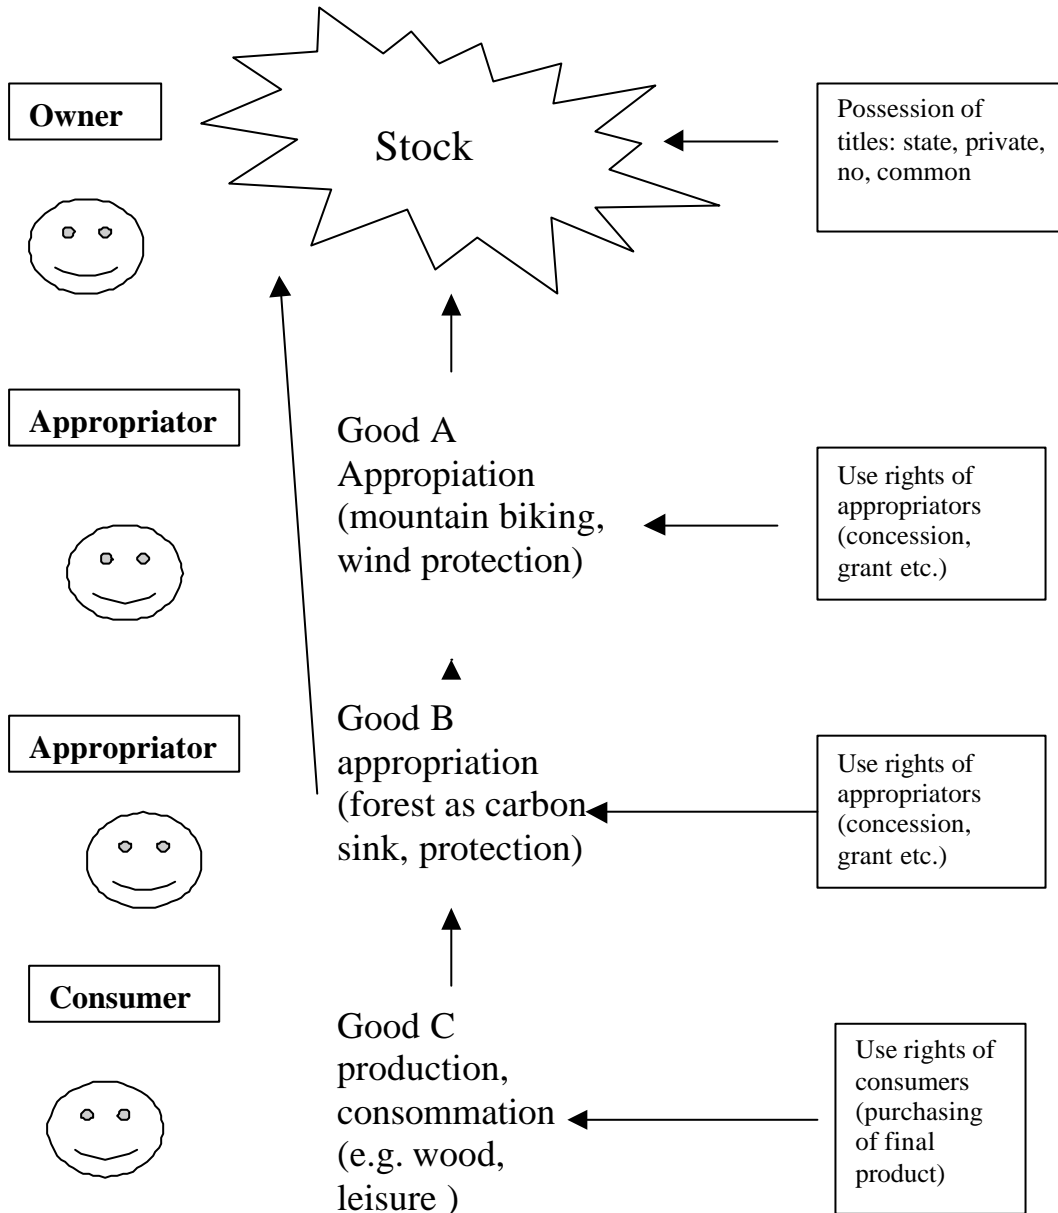 Owner
Stock
Possession of
titles: state, private,
no, common
Appropriator
Good A
Appropiation
(mountain biking,
wind protection)
Use rights of
appropriators
(concession,
grant etc.)
Appropriator
Good B
appropriation
(forest as carbon
sink, protection)
Use rights of
appropriators
(concession,
grant etc.)
Consumer
Good C
production,
consommation
(e.g. wood,
leisure )
Use rights of
consumers
(purchasing
of final
product)